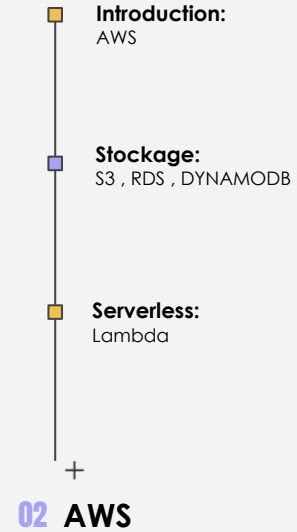 Introduction:
AWS
Stockage:
S3 , RDS , DYNAMODB
Serverless:
Lambda
02 AWS